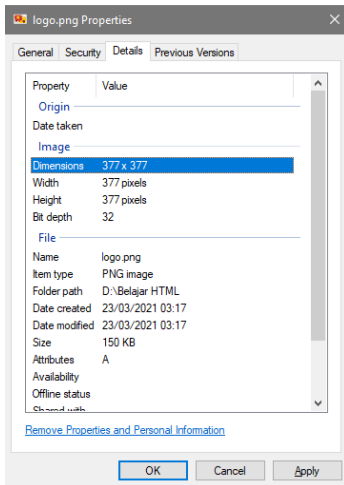 logo.png Properties
General Security Details Previous Versions
Property Value
Origin
Date taken
Image
Dimensions 377 x 377
Width 377 pixels
Height 377 pixels
Bit depth 32
File
Name logo.png
Item type PNG image
Folder path D:\Belajar HTML
Date created 23/03/2021 03:17
Date modified 23/03/2021 03:17
Size 150 KB
Attributes A
Availability
Offline status
Shared with
Remove Properties and Personal Information
OK Cancel Apply